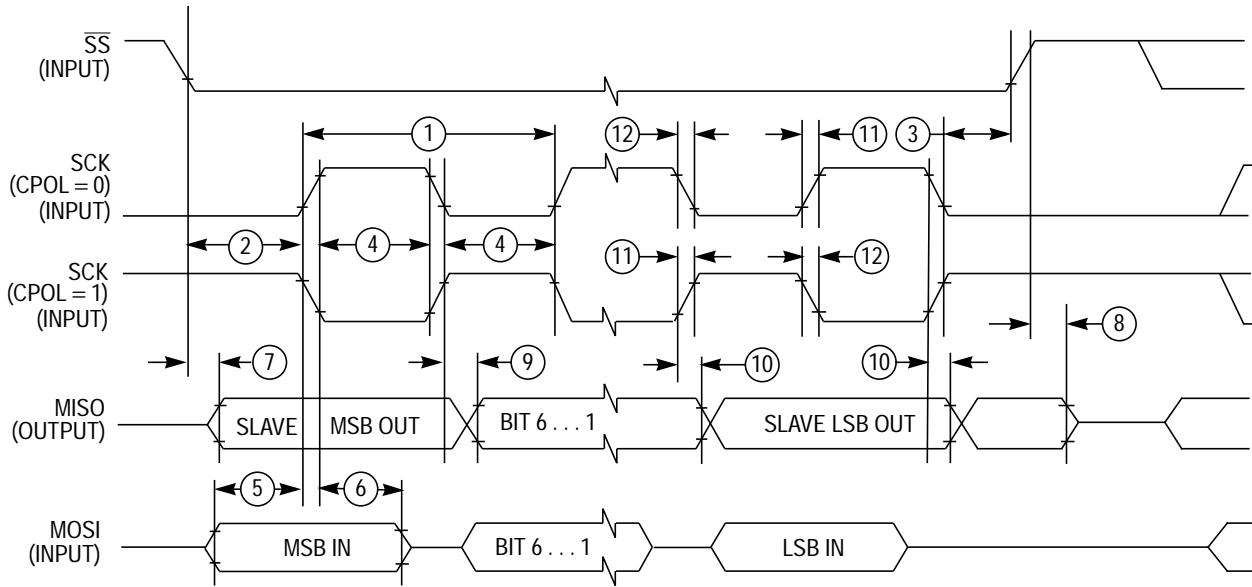 SS
(INPUT)
1
12
11
3
SCK
(CPOL = 0)
(INPUT)
2
4
4
11
12
SCK
(CPOL = 1)
(INPUT)
8
7
9
10
10
MISO
(OUTPUT)
SLAVE MSB OUT
BIT 6 . . . 1
SLAVE LSB OUT
5
6
MOSI
(INPUT)
MSB IN
BIT 6 . . . 1
LSB IN